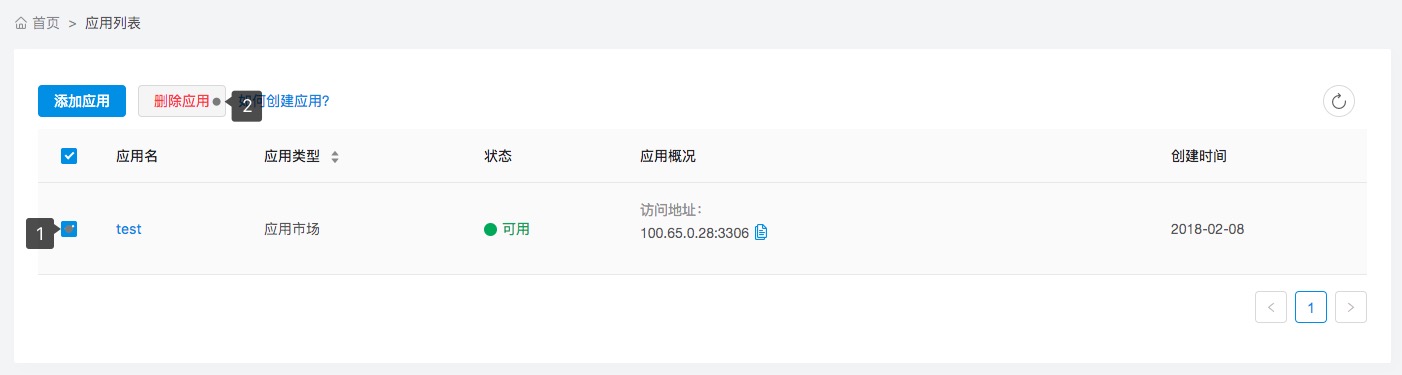 首页 > 应用列表
添加应用 删除应用 2 如何创建应用?
应用名 应用类型 状态 应用概况 创建时间
访问地址:
1 test 应用市场 可用 100.65.0.28:3306 2018-02-08
< 1 >